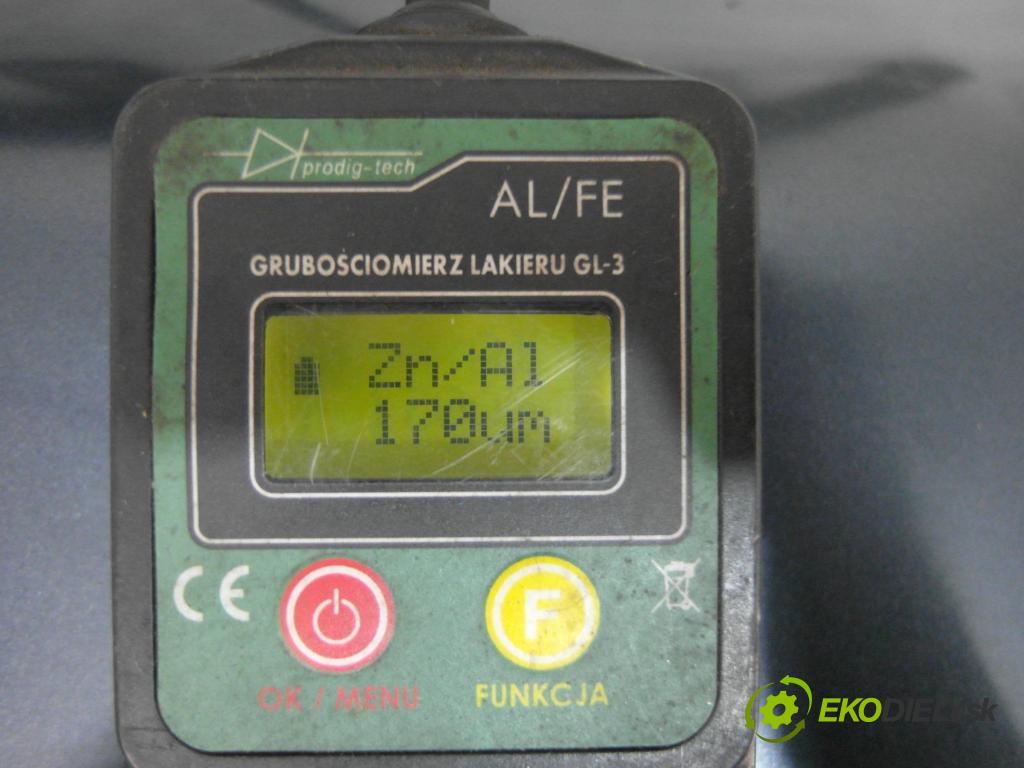 prodig-tech
AL/FE
GRUBOŚCIOMIERZ LAKIERU GL-3
Zn/Al
170um
CE
F
OK / MENU
FUNKCJA
EKODIELY.sk